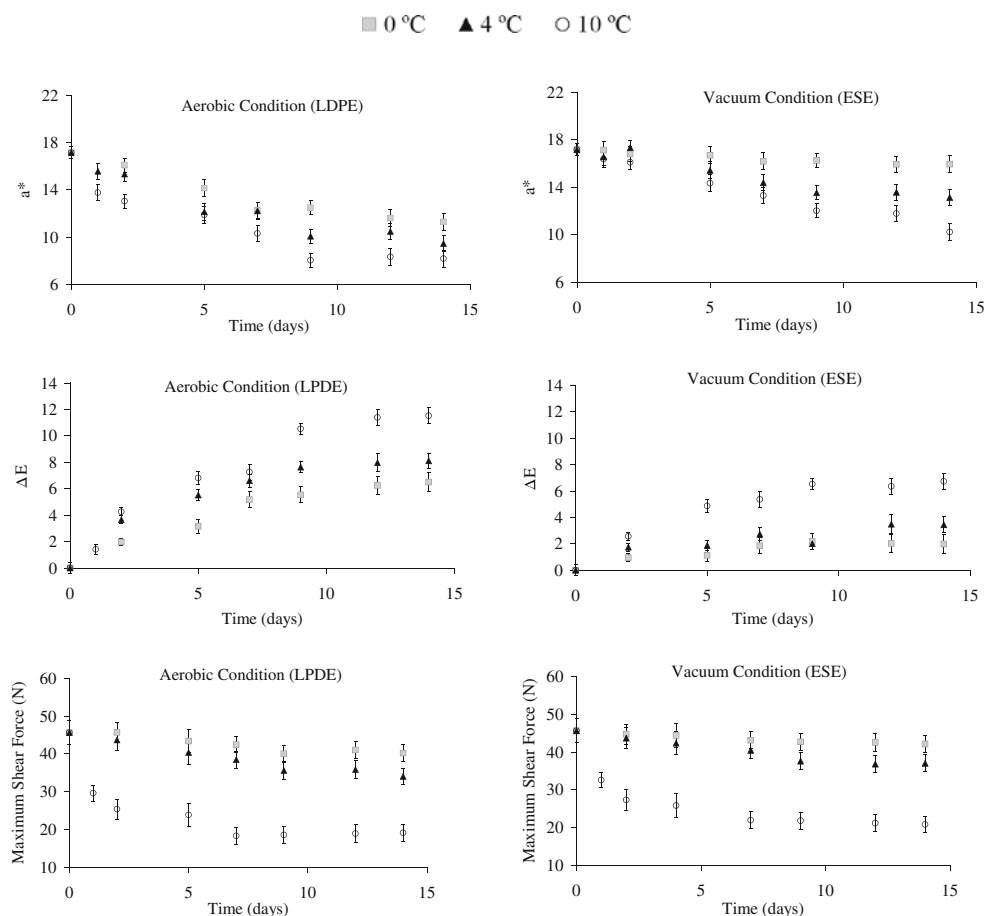 0 ºC 4 ºC 10 ºC
Aerobic Condition (LDPE)
22
18
14
10
6
a*
0 5 10 15
Time (days)
Vacuum Condition (ESE)
22
18
14
10
6
a*
0 5 10 15
Time (days)
Aerobic Condition (LPDE)
14
12
10
8
6
4
2
0
ΔE
0 5 10 15
Time (days)
Vacuum Condition (ESE)
14
12
10
8
6
4
2
0
ΔE
0 5 10 15
Time (days)
Aerobic Condition (LPDE)
60
50
40
30
20
10
Maximum Shear Force (N)
0 5 10 15
Time (days)
Vacuum Condition (ESE)
60
50
40
30
20
10
Maximum Shear Force (N)
0 5 10 15
Time (days)